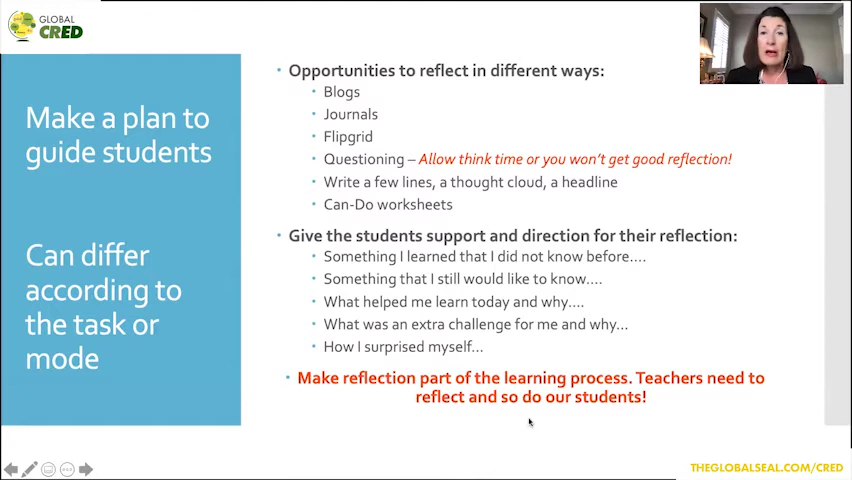 GLOBAL
CRED
Make a plan to
guide students
Can differ
according to
the task or
mode
Opportunities to reflect in different ways:
Blogs
Journals
Flipgrid
Questioning – Allow think time or you won't get good reflection!
Write a few lines, a thought cloud, a headline
Can-Do worksheets
Give the students support and direction for their reflection:
Something I learned that I did not know before....
Something that I still would like to know....
What helped me learn today and why....
What was an extra challenge for me and why...
How I surprised myself...
Make reflection part of the learning process. Teachers need to
reflect and so do our students!
THEGLOBALSEAL.COM/CRED